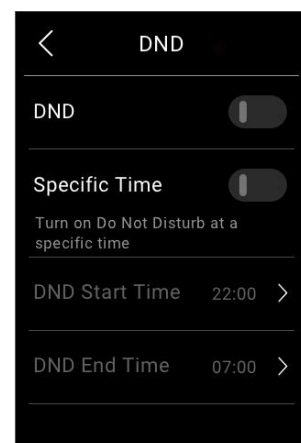 DND
DND
Specific Time
Turn on Do Not Disturb at a
specific time
DND Start Time 22:00
DND End Time 07:00